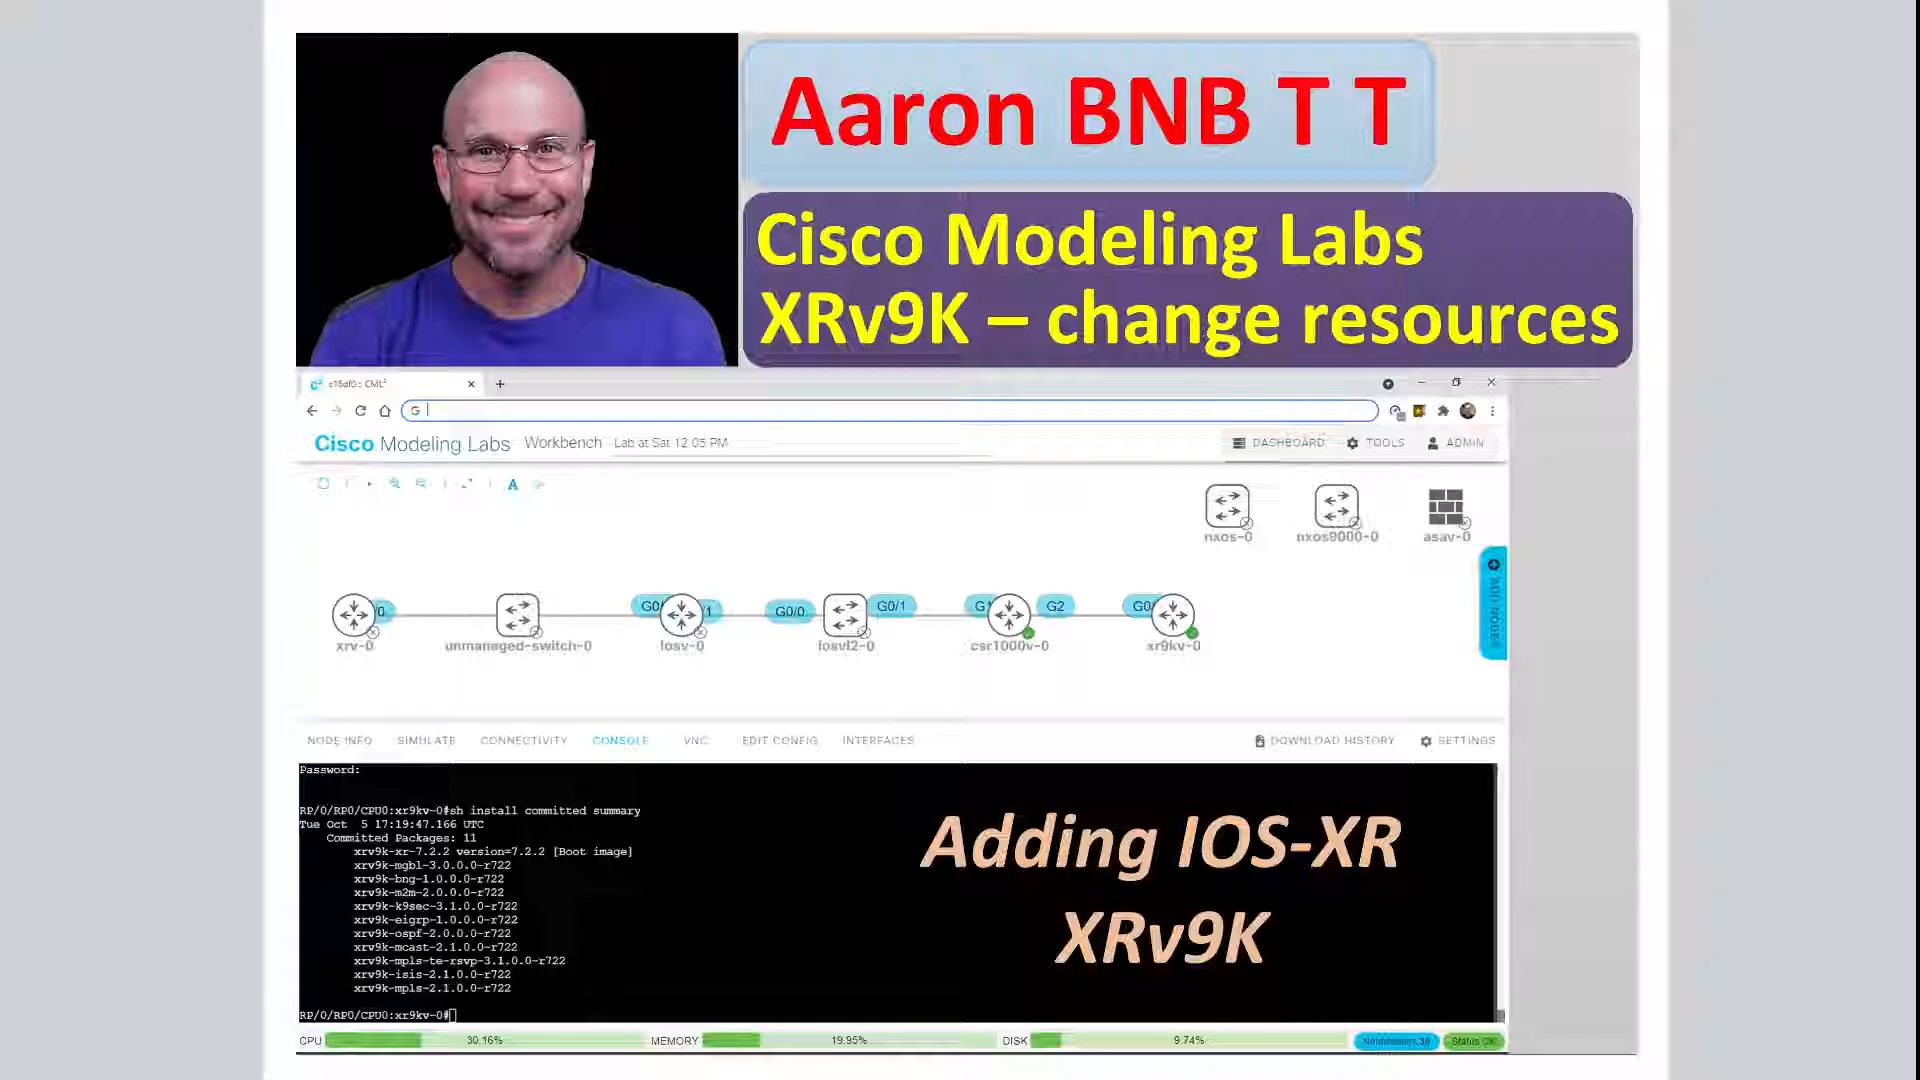 Aaron BNB T T
Cisco Modeling Labs
XRv9K – change resources
Cisco Modeling Labs Workbench Lab at Sat 12:05 PM
DASHBOARD TOOLS ADMIN
nxos-0 nxos9000-0 asav-0
G0/0 G0/1 G2
xrv-0 unmanaged-switch-0 iosv-0 iosvl2-0 csr1000v-0 xr9kv-0
NODE INFO SIMULATE CONNECTIVITY CONSOLE VNC EDIT CONFIG INTERFACES DOWNLOAD HISTORY SETTINGS
Password:
RP/0/RP0/CPU0:xr9kv-0#sh install committed summary
Tue Oct 5 17:19:47.166 UTC
Committed Packages: 11
xrv9k-xr-7.2.2 version=7.2.2 [Boot image]
xrv9k-mgbl-3.0.0.0-r722
xrv9k-bng-1.0.0.0-r722
xrv9k-m2m-2.0.0.0-r722
xrv9k-k9sec-3.1.0.0-r722
xrv9k-eigrp-1.0.0.0-r722
xrv9k-ospf-2.0.0.0-r722
xrv9k-mcast-2.1.0.0-r722
xrv9k-mpls-te-rsvp-3.1.0.0-r722
xrv9k-isis-2.1.0.0-r722
xrv9k-mpls-2.1.0.0-r722
RP/0/RP0/CPU0:xr9kv-0#
Adding IOS-XR
XRv9K
CPU 30.16% MEMORY 19.95% DISK 9.74% Status OK